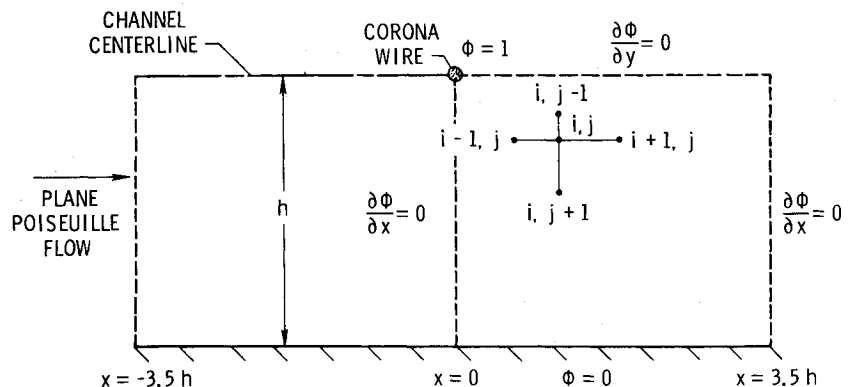 CHANNEL
CENTERLINE
CORONA
WIRE
Φ = 1
∂Φ/∂y = 0
i, j-1
i, j
i-1, j
i+1, j
i, j+1
PLANE
POISEUILLE
FLOW
h
∂Φ/∂x = 0
∂Φ/∂x = 0
x = -3.5 h
x = 0
Φ = 0
x = 3.5 h